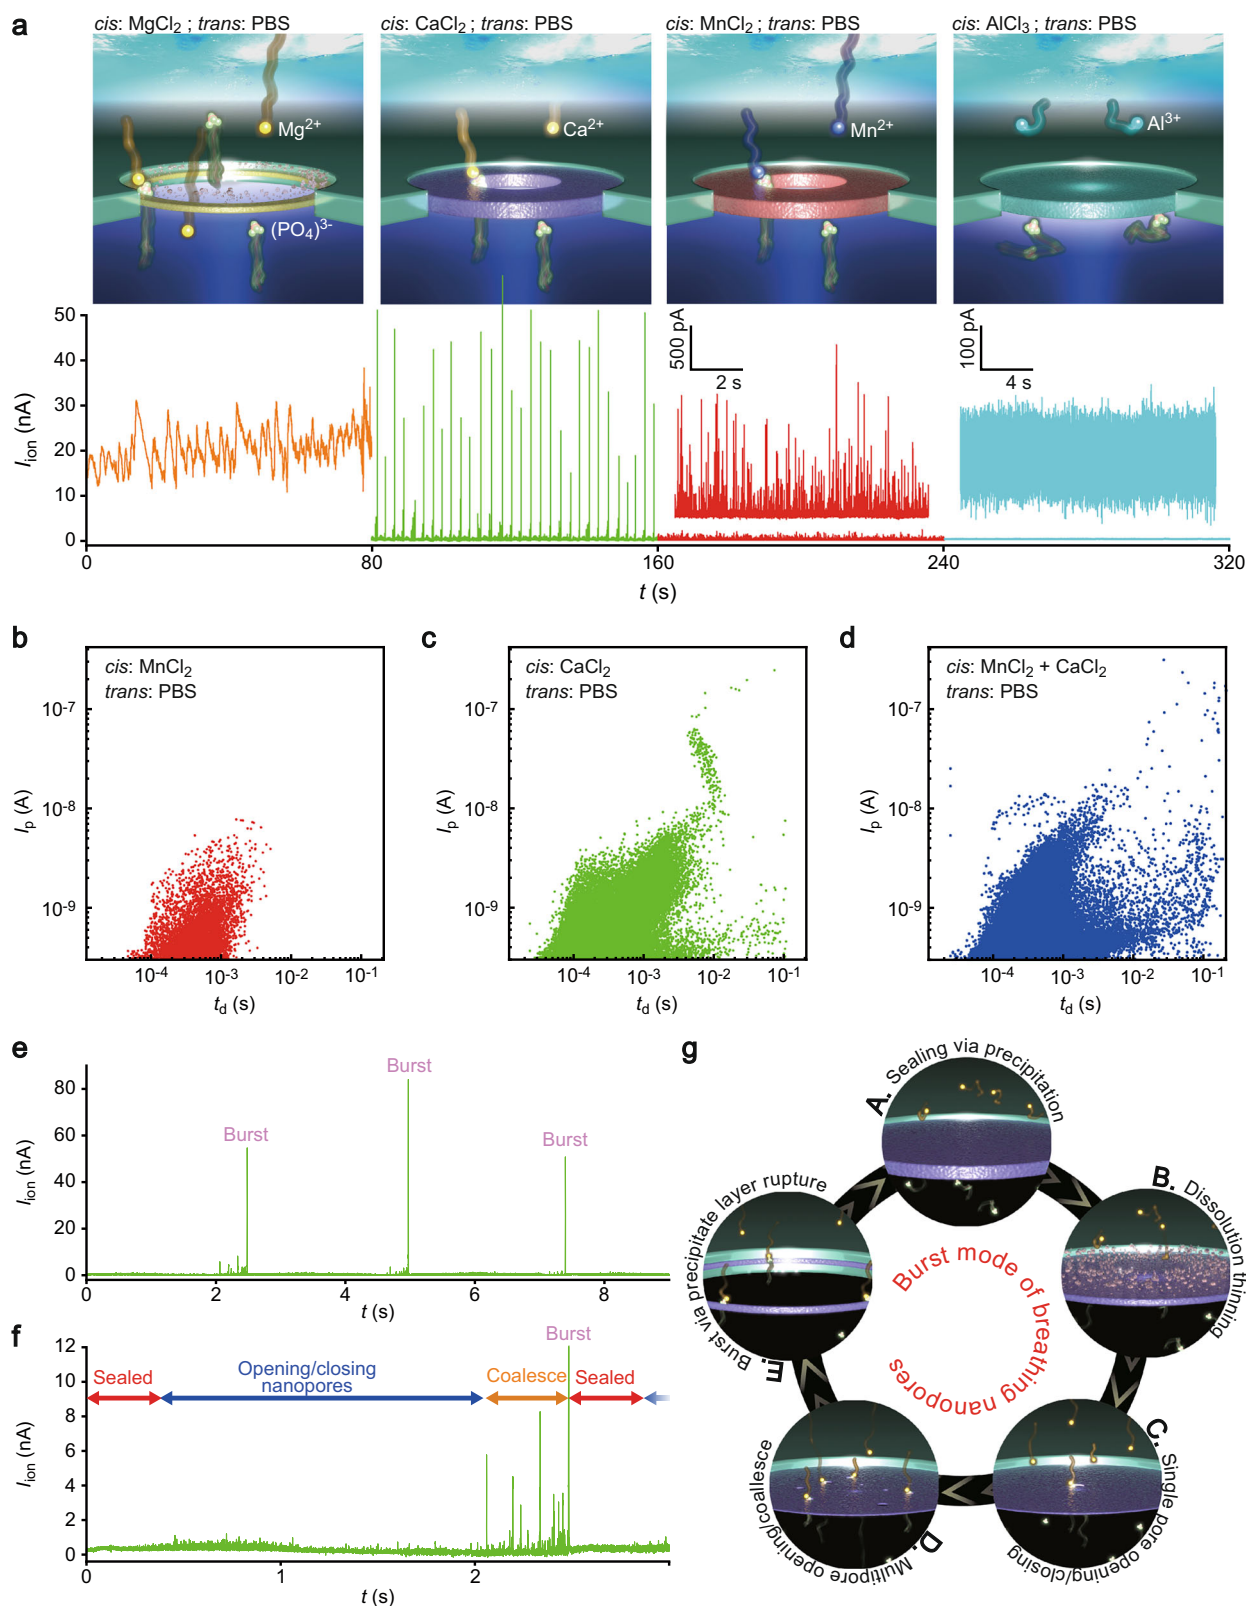 a
cis: MgCl2 ; trans: PBS
cis: CaCl2 ; trans: PBS
cis: MnCl2 ; trans: PBS
cis: AlCl3 ; trans: PBS
Mg2+
(PO4)3-
Ca2+
Mn2+
Al3+
50
40
30
20
10
0
Iion (nA)
500 pA
2 s
100 pA
4 s
0
80
160
240
320
t (s)
b
cis: MnCl2
trans: PBS
10-7
10-8
10-9
Ip (A)
10-4
10-3
10-2
10-1
td (s)
c
cis: CaCl2
trans: PBS
10-7
10-8
10-9
Ip (A)
10-4
10-3
10-2
10-1
td (s)
d
cis: MnCl2 + CaCl2
trans: PBS
10-7
10-8
10-9
Ip (A)
10-4
10-3
10-2
10-1
td (s)
e
80
60
40
20
0
Iion (nA)
Burst
Burst
Burst
2
4
6
8
t (s)
f
12
10
8
6
4
2
0
Iion (nA)
Burst
Sealed
Opening/closing
nanopores
Coalesce
Sealed
0
1
2
t (s)
g
A. Sealing via precipitation
B. Dissolution thinning
C. Single pore opening/closing
D. Multipore opening/coallesce
E. Burst via precipitate layer rupture
Burst mode of breathing nanopores